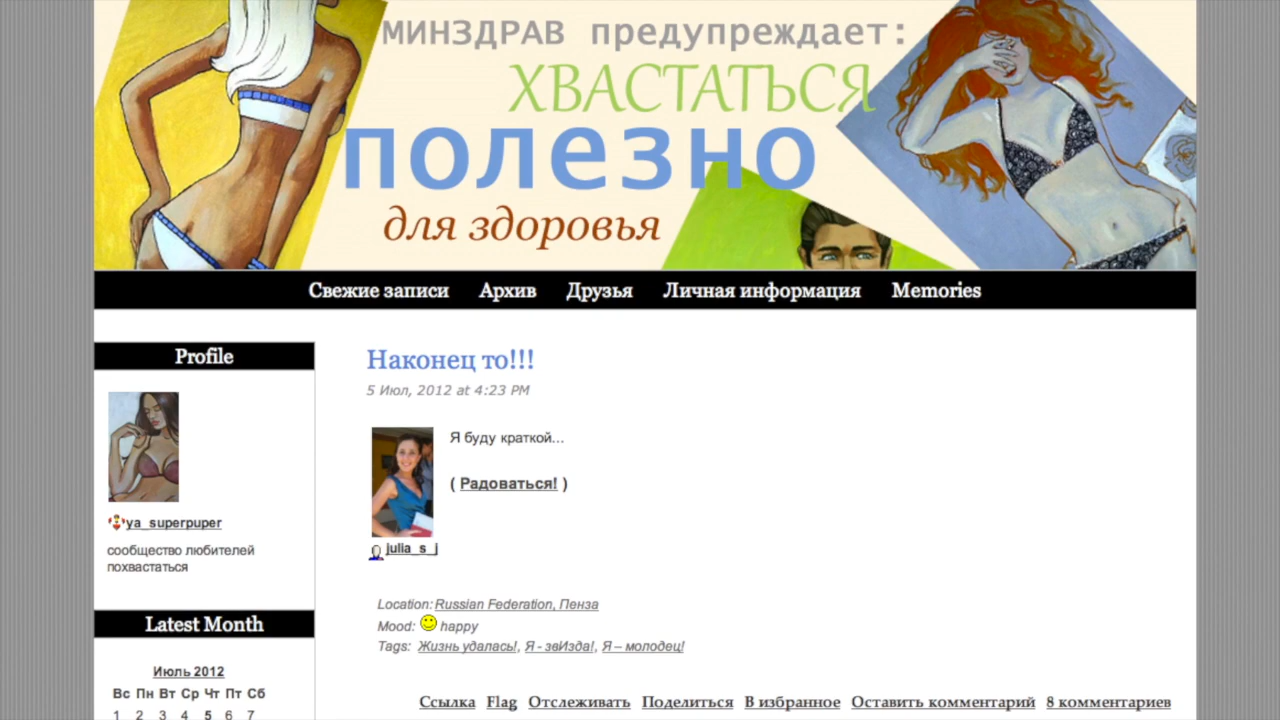 МИНЗДРАВ предупреждает:
ХВАСТАТЬСЯ
полезно
для здоровья
Свежие записи Архив Друзья Личная информация Memories
Profile
ya_superpuper
сообщество любителей
похвастаться
Latest Month
Июль 2012
Вс Пн Вт Ср Чт Пт Сб
1 2 3 4 5 6 7
Наконец то!!!
5 Июл, 2012 at 4:23 PM
Я буду краткой...
( Радоваться! )
julia_s_j
Location: Russian Federation, Пенза
Mood: happy
Tags: Жизнь удалась!, Я - звИзда!, Я – молодец!
Ссылка Flag Отслеживать Поделиться В избранное Оставить комментарий 8 комментариев